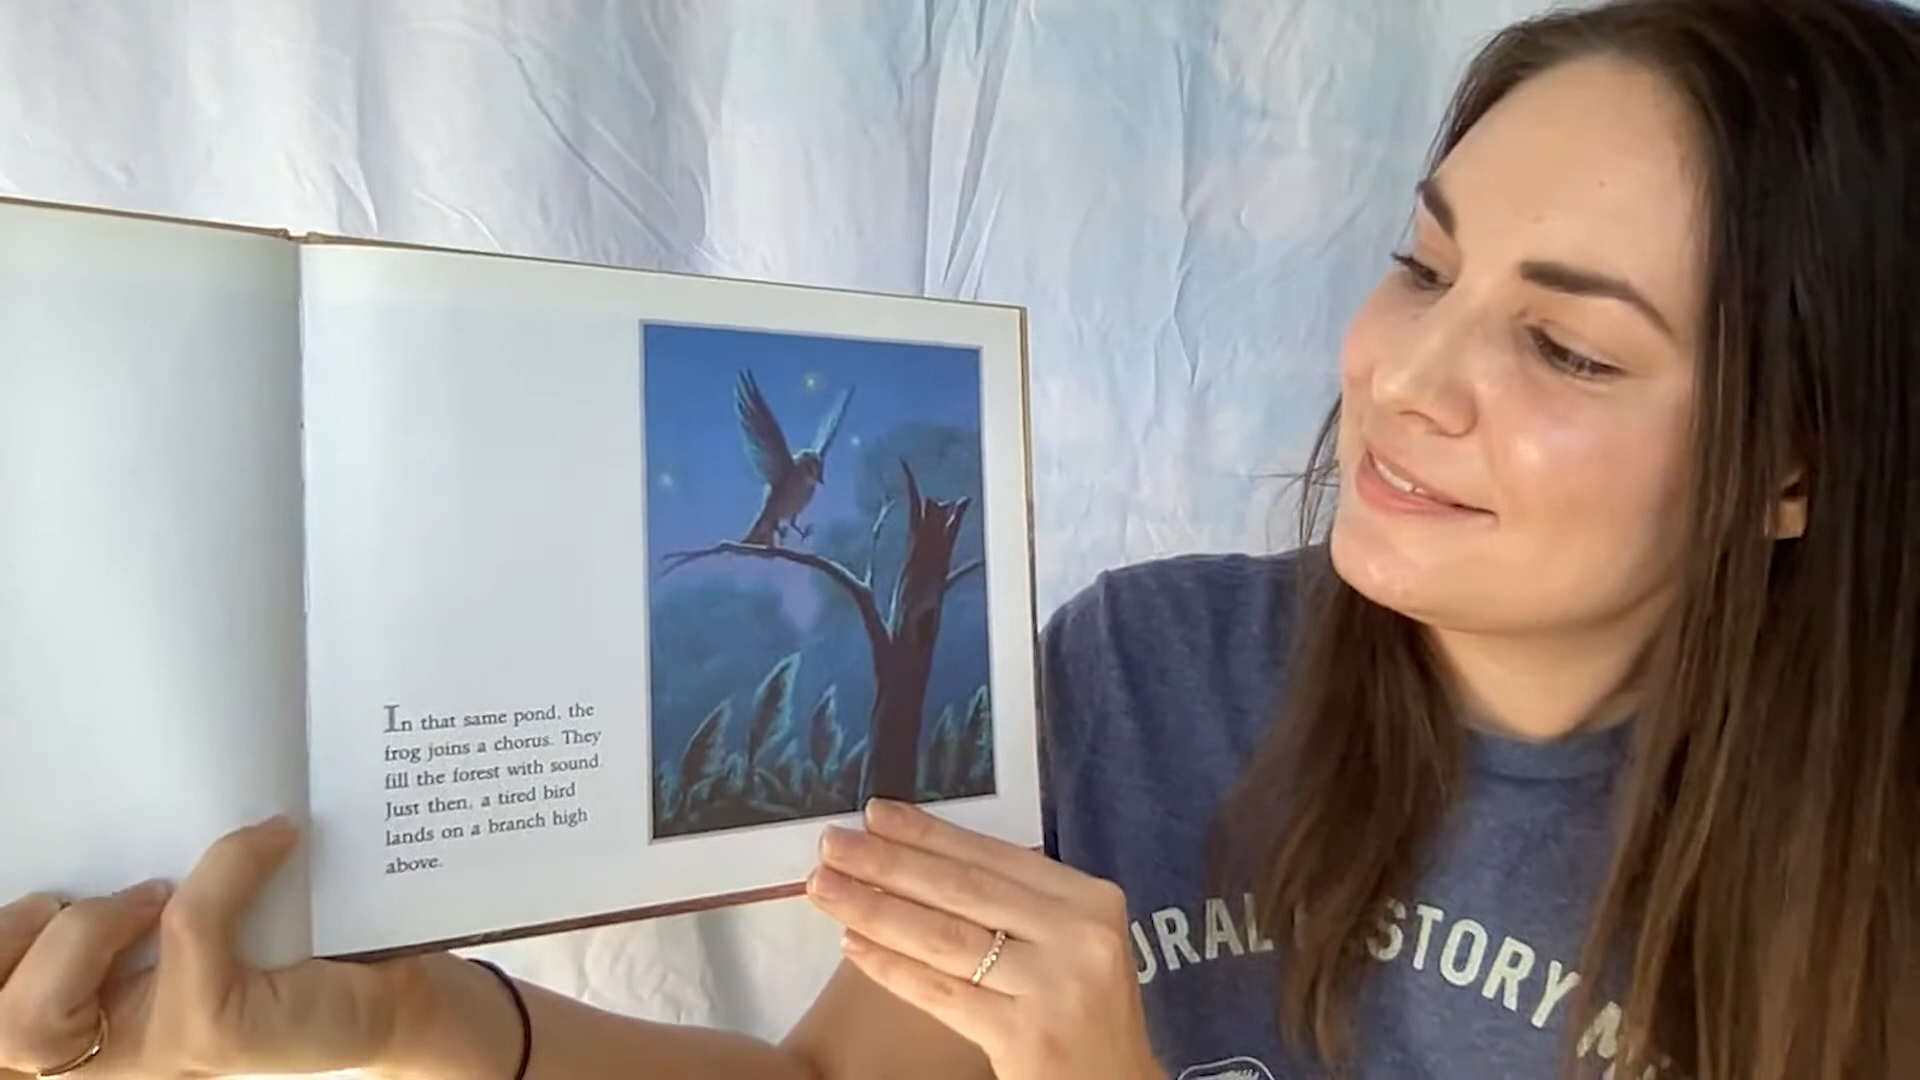 In that same pond, the
frog joins a chorus. They
fill the forest with sound.
Just then, a tired bird
lands on a branch high
above.
STORY